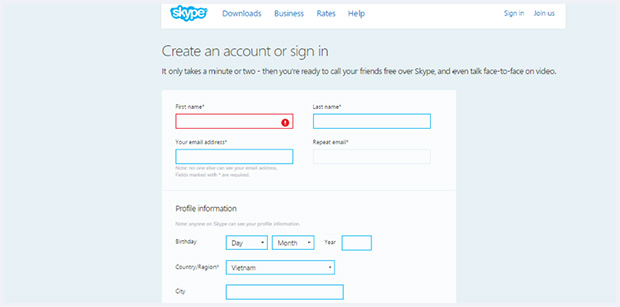 skype Downloads Business Rates Help Sign in Join us
Create an account or sign in
It only takes a minute or two - then you're ready to call your friends free over Skype, and even talk face-to-face on video.
First name* Last name*
Your email address* Repeat email*
Note: no one else can see your email address.
Fields marked with * are required.
Profile information
Note: anyone on Skype can see your profile information.
Birthday Day Month Year
Country/Region* Vietnam
City